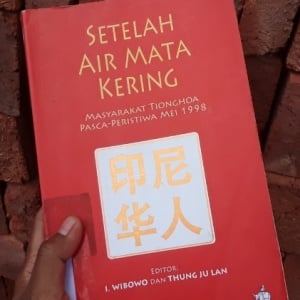 SETELAH
AIR MATA
KERING
MASYARAKAT TIONGHOA
PASCA-PERISTIWA MEI 1998
印尼
华人
EDITOR:
I. WIBOWO DAN THUNG JU LAN